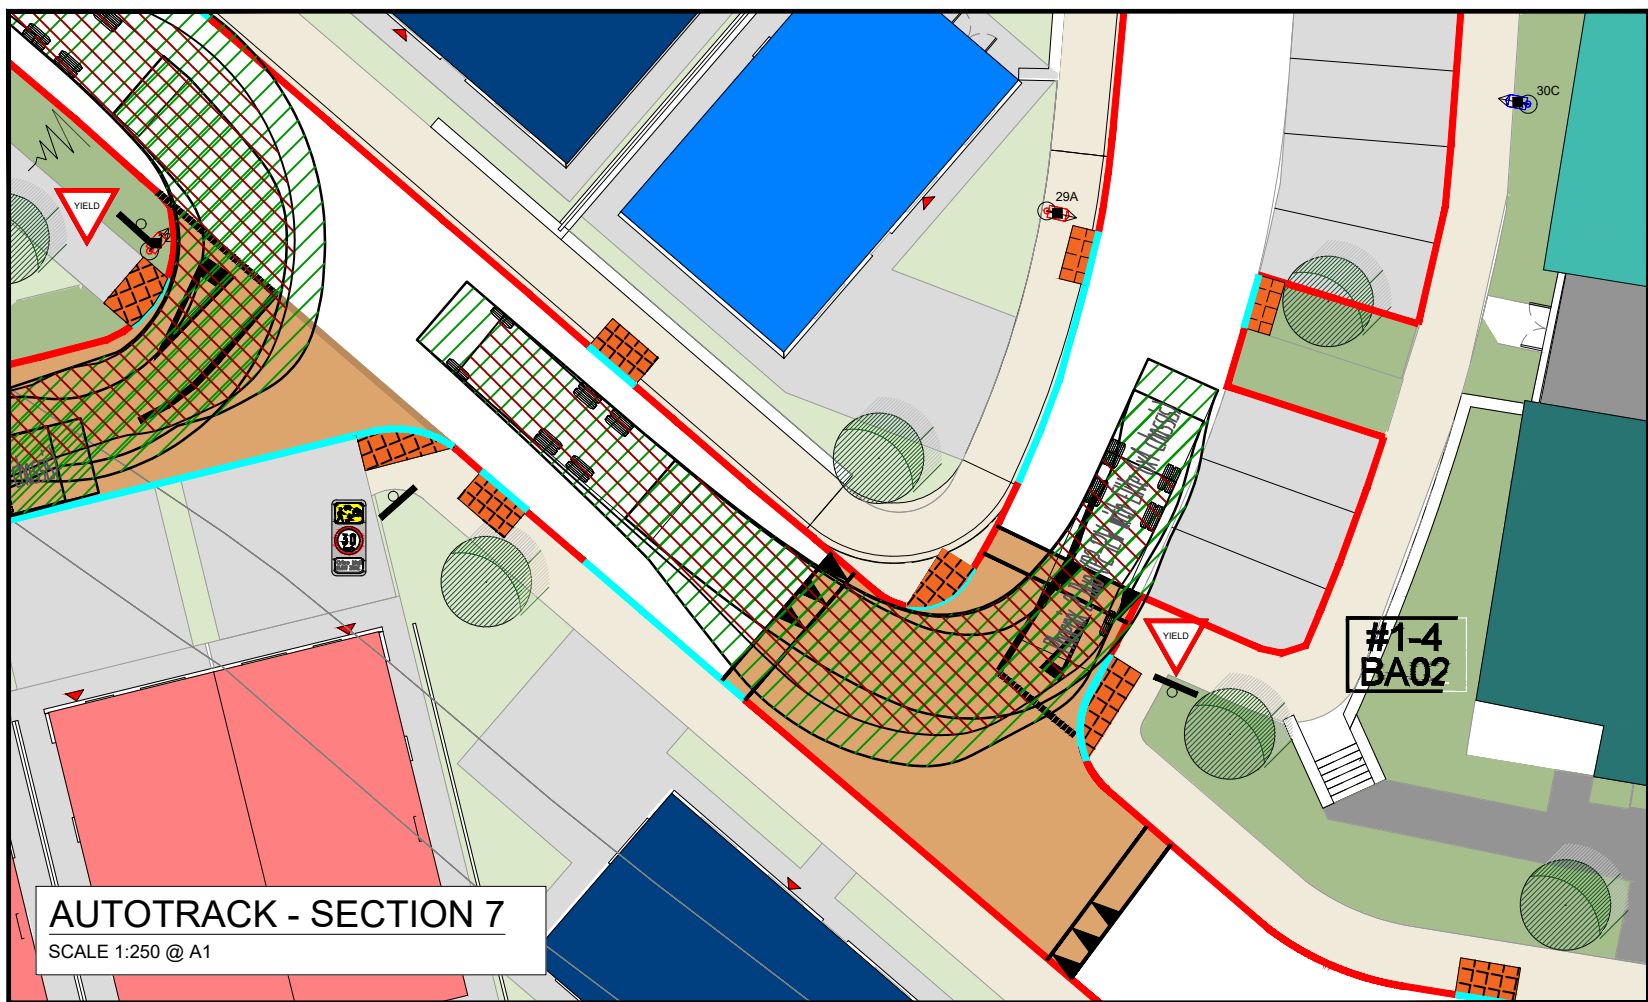 30C
29A
YIELD
30
YIELD
#1-4
BA02
AUTOTRACK - SECTION 7
SCALE 1:250 @ A1